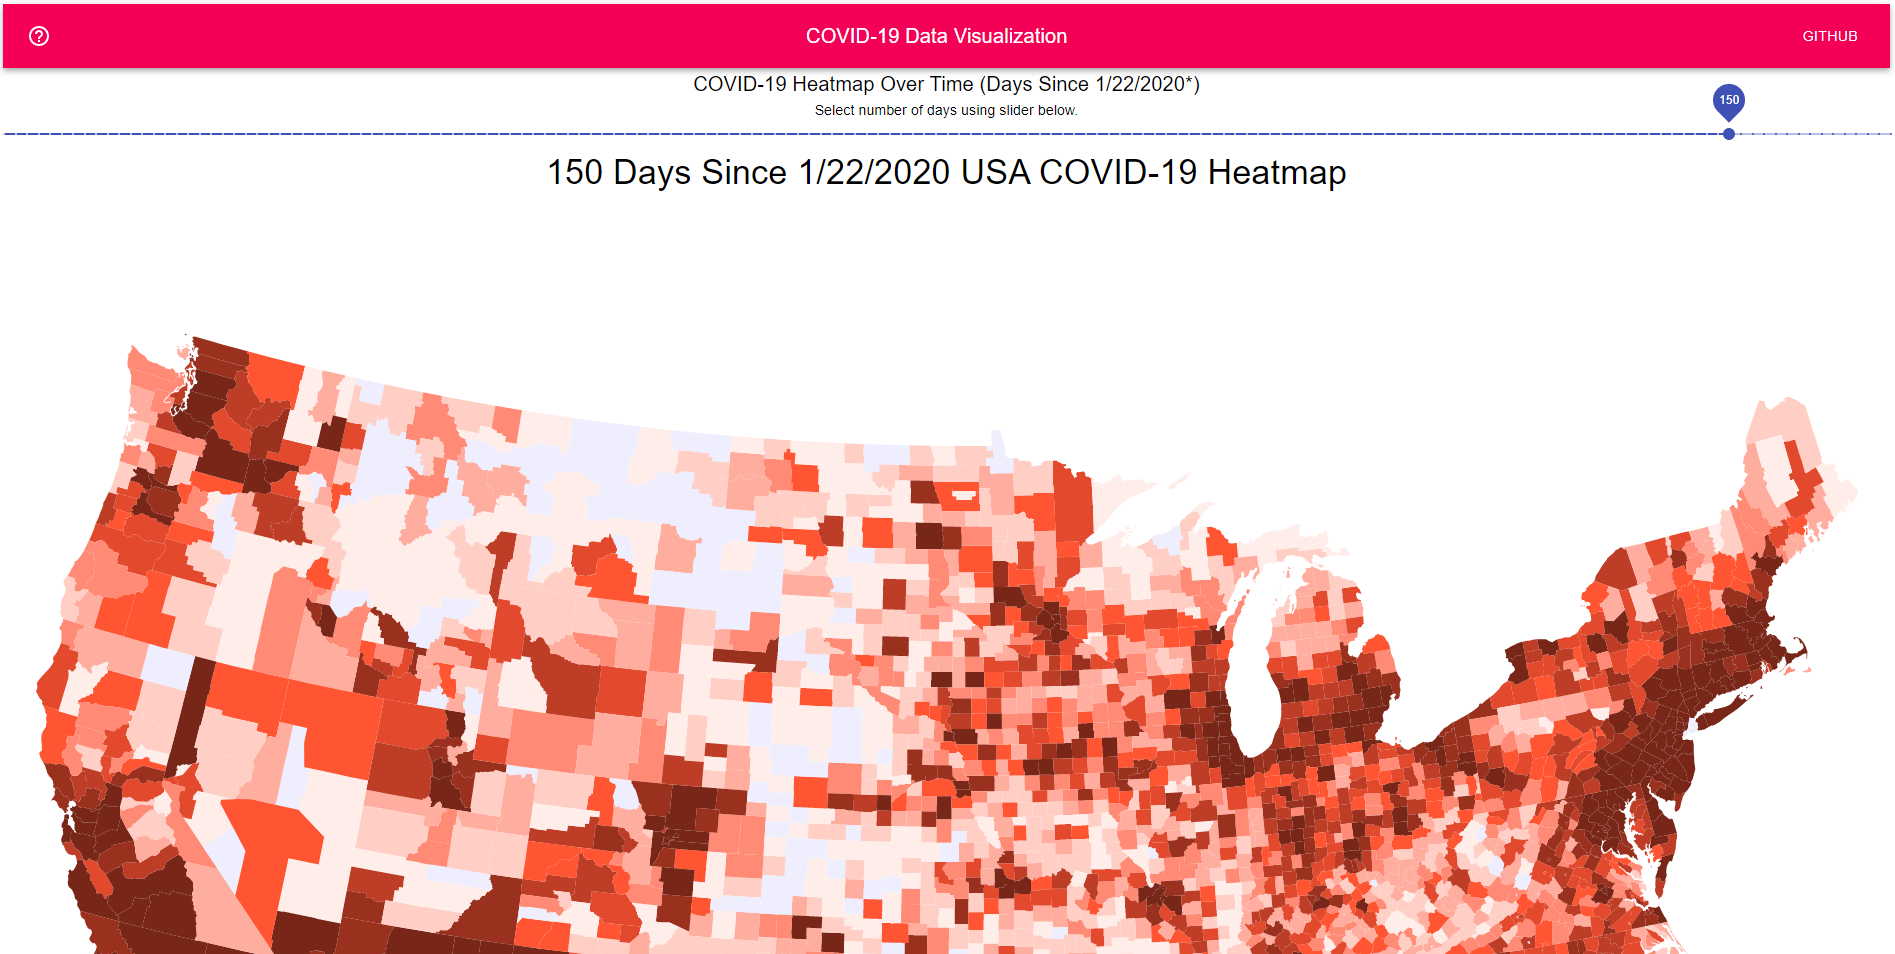 COVID-19 Data Visualization
GITHUB
COVID-19 Heatmap Over Time (Days Since 1/22/2020*)
Select number of days using slider below.
150
150 Days Since 1/22/2020 USA COVID-19 Heatmap